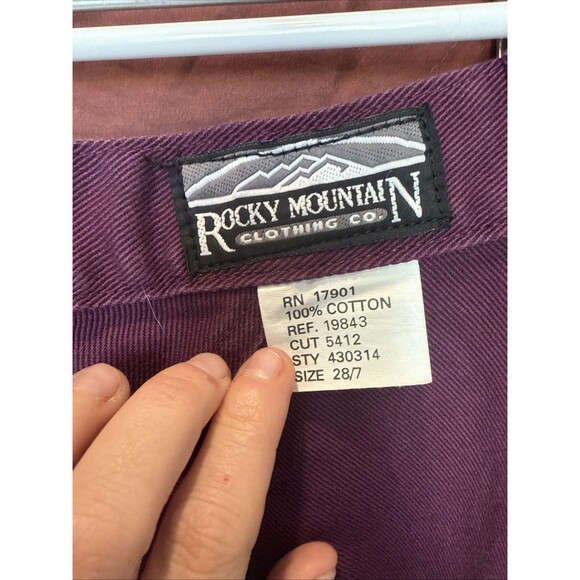 ROCKY MOUNTAIN
CLOTHING CO.
RN 17901
100% COTTON
REF. 19843
CUT 5412
STY 430314
SIZE 28/7